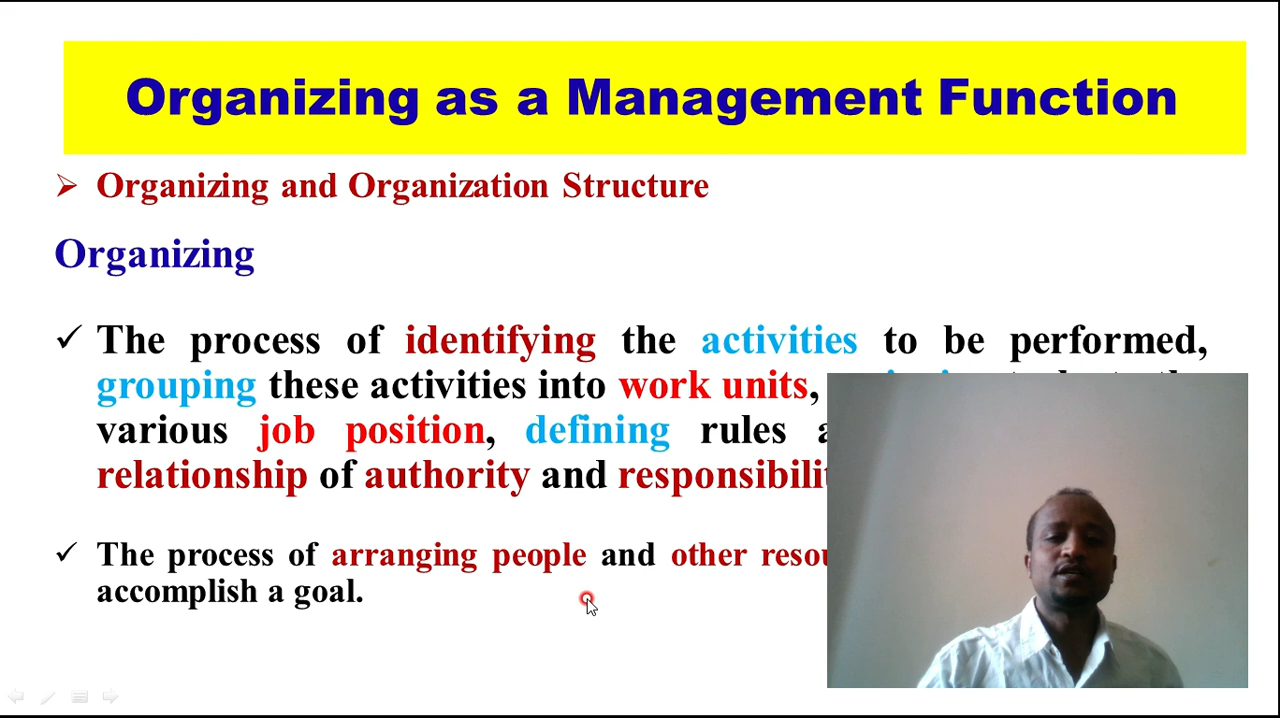 Organizing as a Management Function
Organizing and Organization Structure
Organizing
The process of identifying the activities to be performed,
grouping these activities into work units,
various job position, defining rules
relationship of authority and
The process of arranging people and other
accomplish a goal.